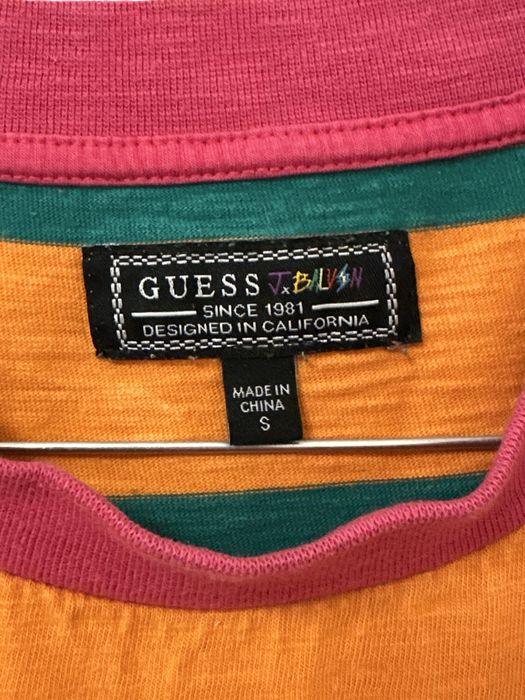 GUESS J. BALVIN
SINCE 1981
DESIGNED IN CALIFORNIA
MADE IN
CHINA
S